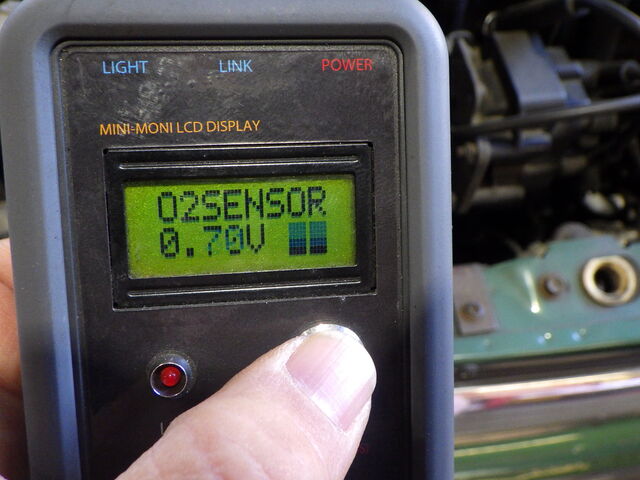 LIGHT LINK POWER
MINI-MONI LCD DISPLAY
O2SENSOR
0.70V